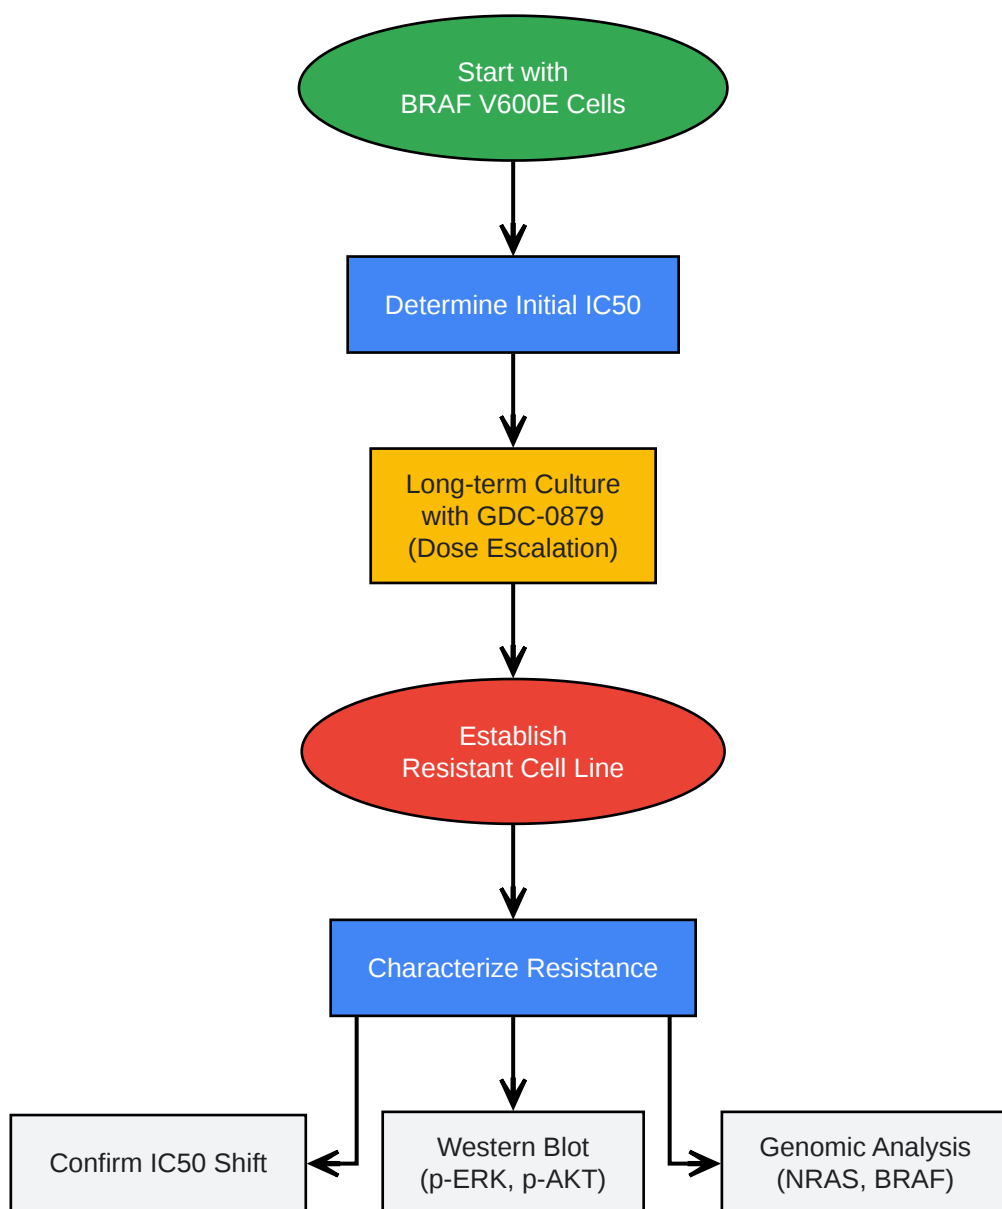 Start with
BRAF V600E Cells
Determine Initial IC50
Long-term Culture
with GDC-0879
(Dose Escalation)
Establish
Resistant Cell Line
Characterize Resistance
Confirm IC50 Shift
Western Blot
(p-ERK, p-AKT)
Genomic Analysis
(NRAS, BRAF)